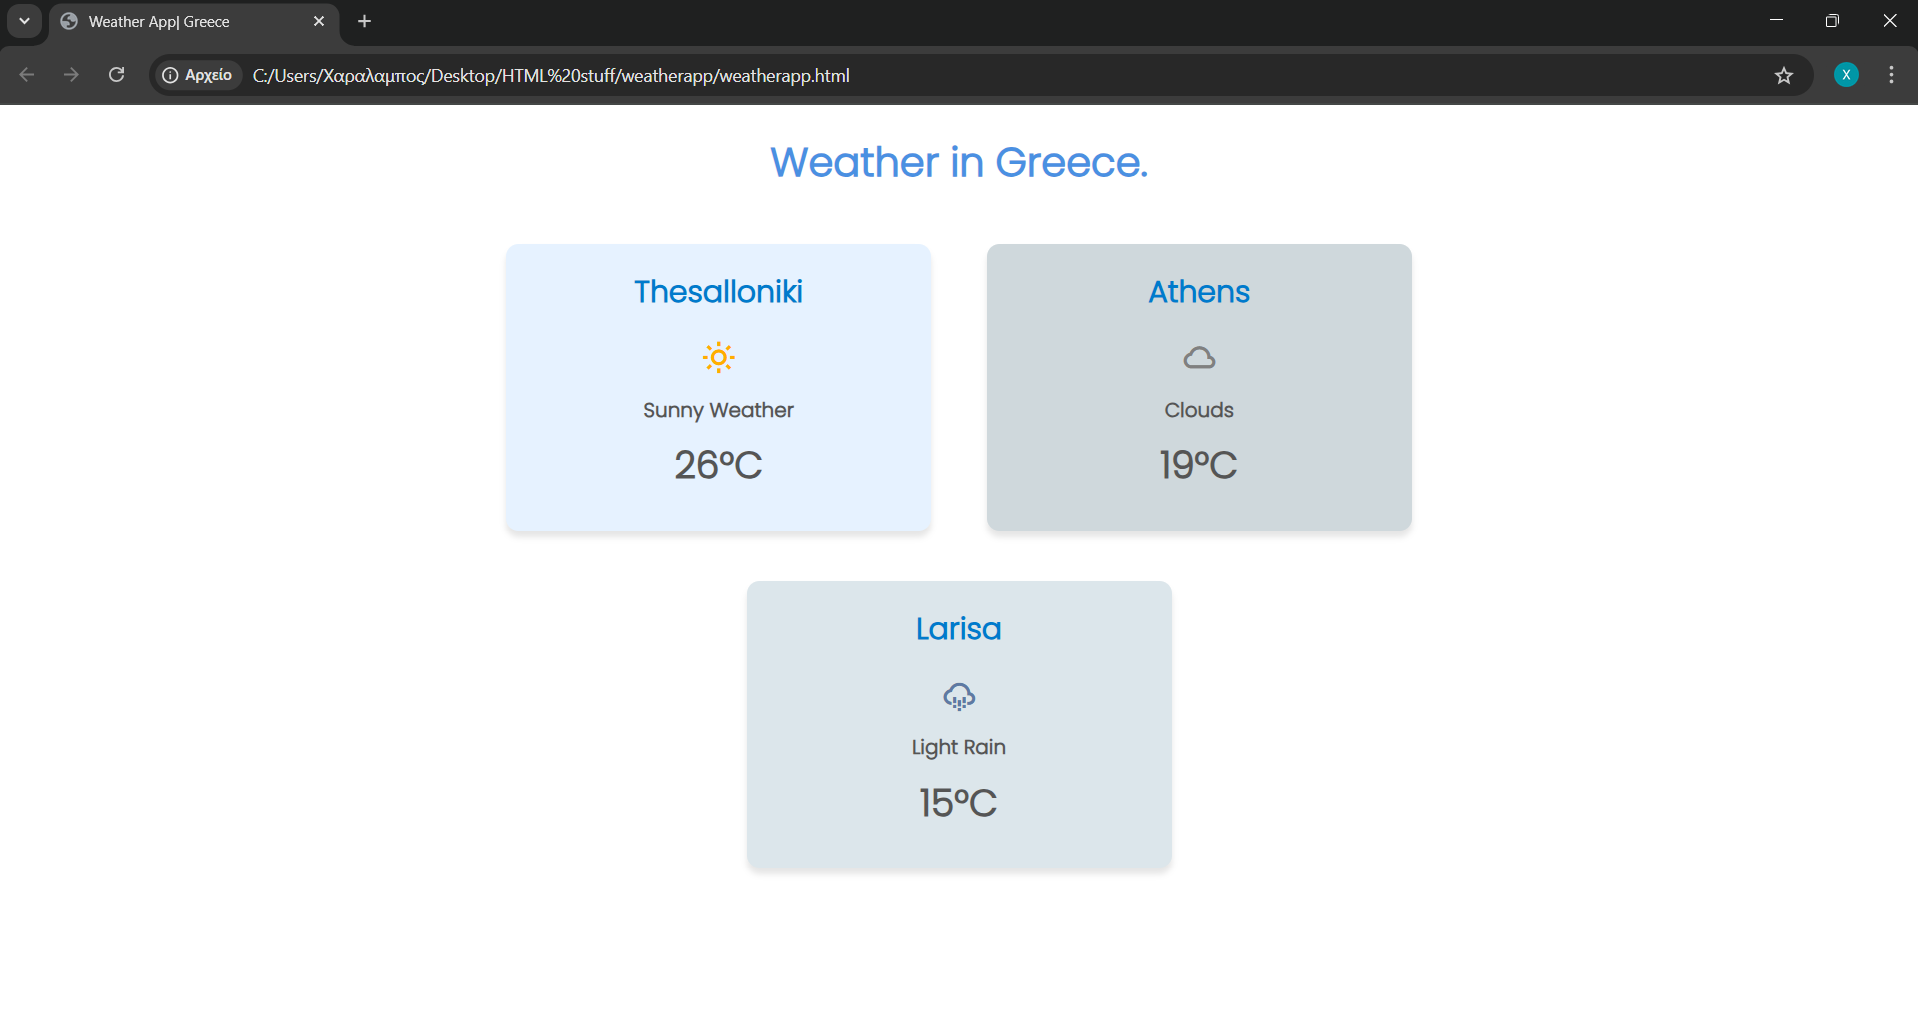 Weather App| Greece
Αρχείο
C:/Users/Χαραλαμπος/Desktop/HTML%20stuff/weatherapp/weatherapp.html
X
Weather in Greece.
Thesalloniki
Sunny Weather
26°C
Athens
Clouds
19°C
Larisa
Light Rain
15°C